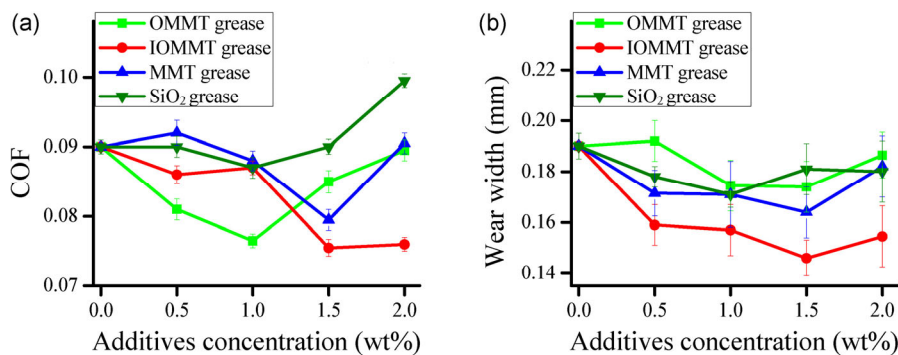 (a)
OMMT grease
IOMMT grease
MMT grease
SiO₂ grease
0.10
0.09
0.08
0.07
COF
0.0 0.5 1.0 1.5 2.0
Additives concentration (wt%)
(b)
OMMT grease
IOMMT grease
MMT grease
SiO₂ grease
0.22
0.20
0.18
0.16
0.14
Wear width (mm)
0.0 0.5 1.0 1.5 2.0
Additives concentration (wt%)